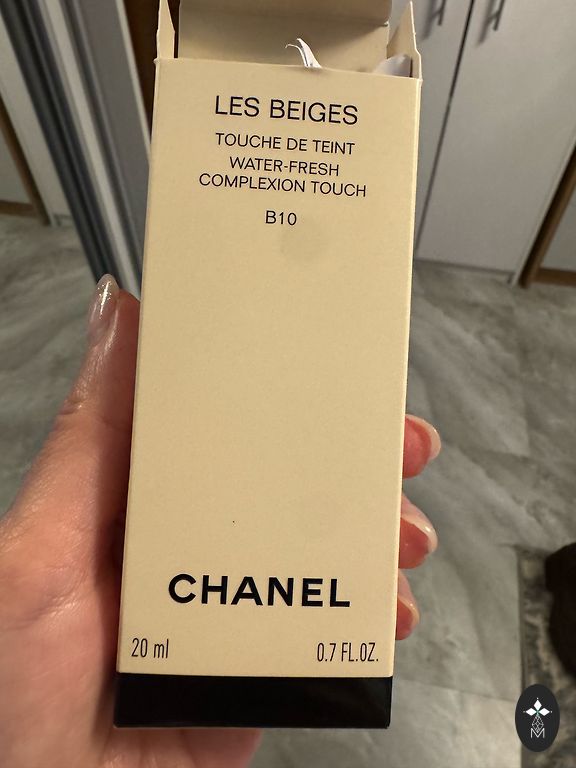 LES BEIGES
TOUCHE DE TEINT
WATER-FRESH
COMPLEXION TOUCH
B10
CHANEL
20 ml 0.7 FL.OZ.
M